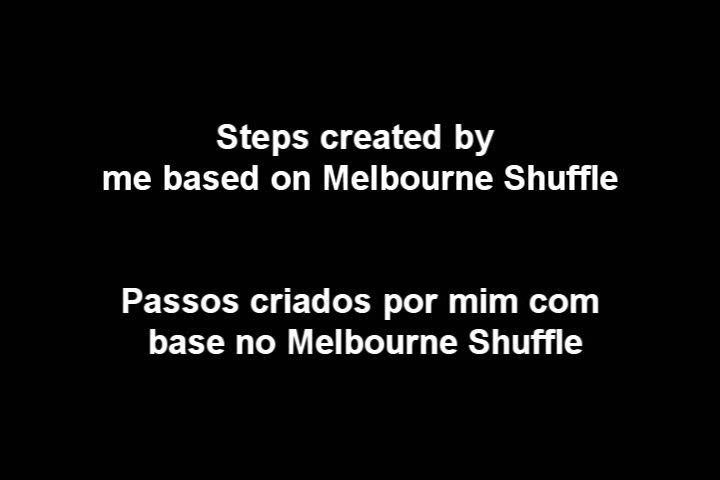 Steps created by
me based on Melbourne Shuffle
Passos criados por mim com
base no Melbourne Shuffle